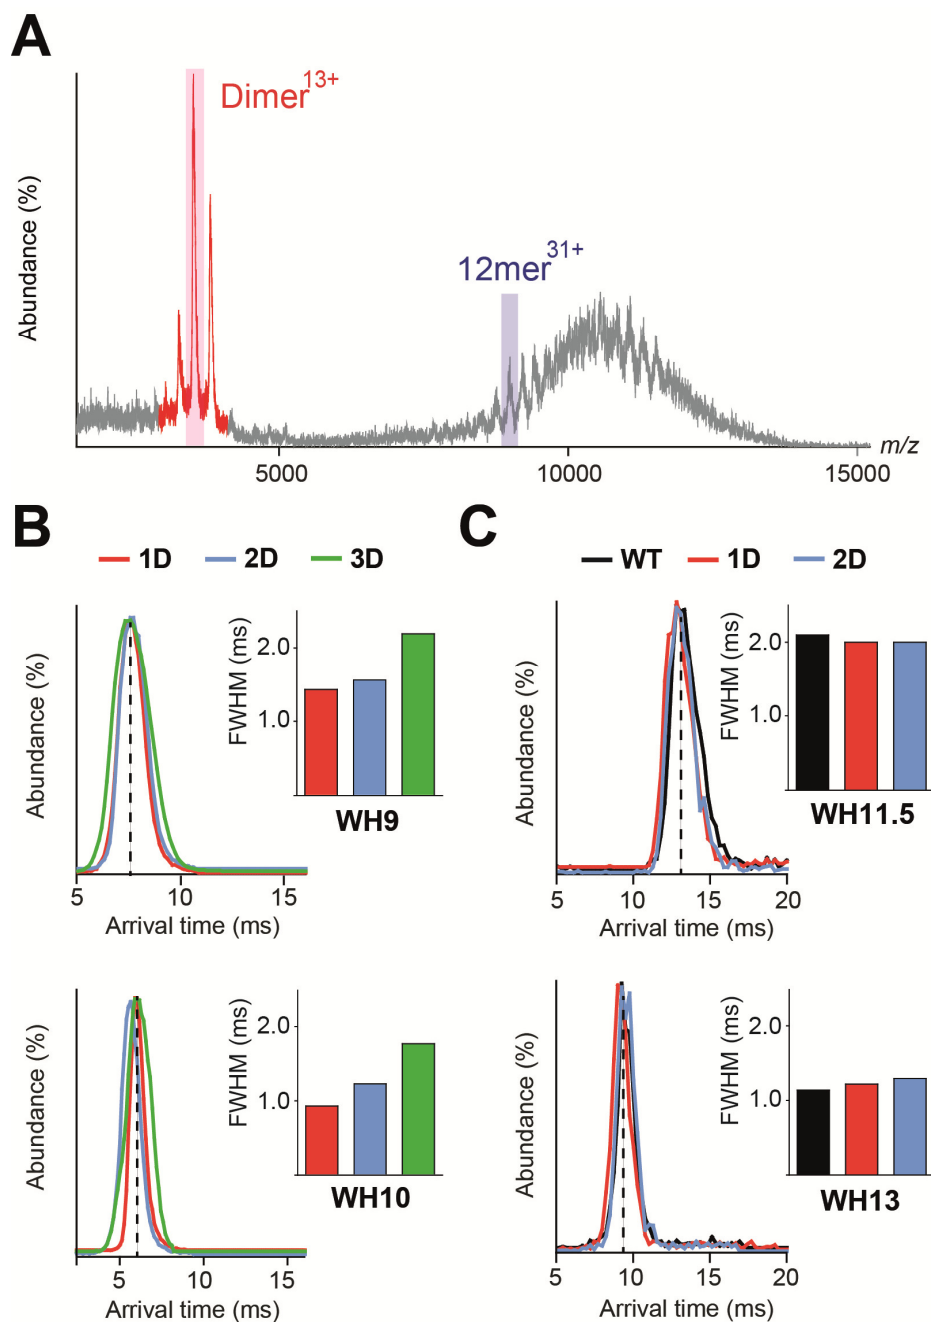 A
Dimer13+
12mer31+
Abundance (%)
m/z
5000
10000
15000
B
1D
2D
3D
Abundance (%)
FWHM (ms)
2.0
1.0
WH9
5
10
15
Arrival time (ms)
Abundance (%)
FWHM (ms)
2.0
1.0
WH10
5
10
15
Arrival time (ms)
C
WT
1D
2D
Abundance (%)
FWHM (ms)
2.0
1.0
WH11.5
5
10
15
20
Arrival time (ms)
Abundance (%)
FWHM (ms)
2.0
1.0
WH13
5
10
15
20
Arrival time (ms)